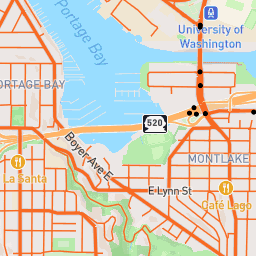 Portage Bay
University of
Washington
PORTAGE BAY
520
Boyer Ave E
MONTLAKE
La Santa
E Lynn St
Café Lago